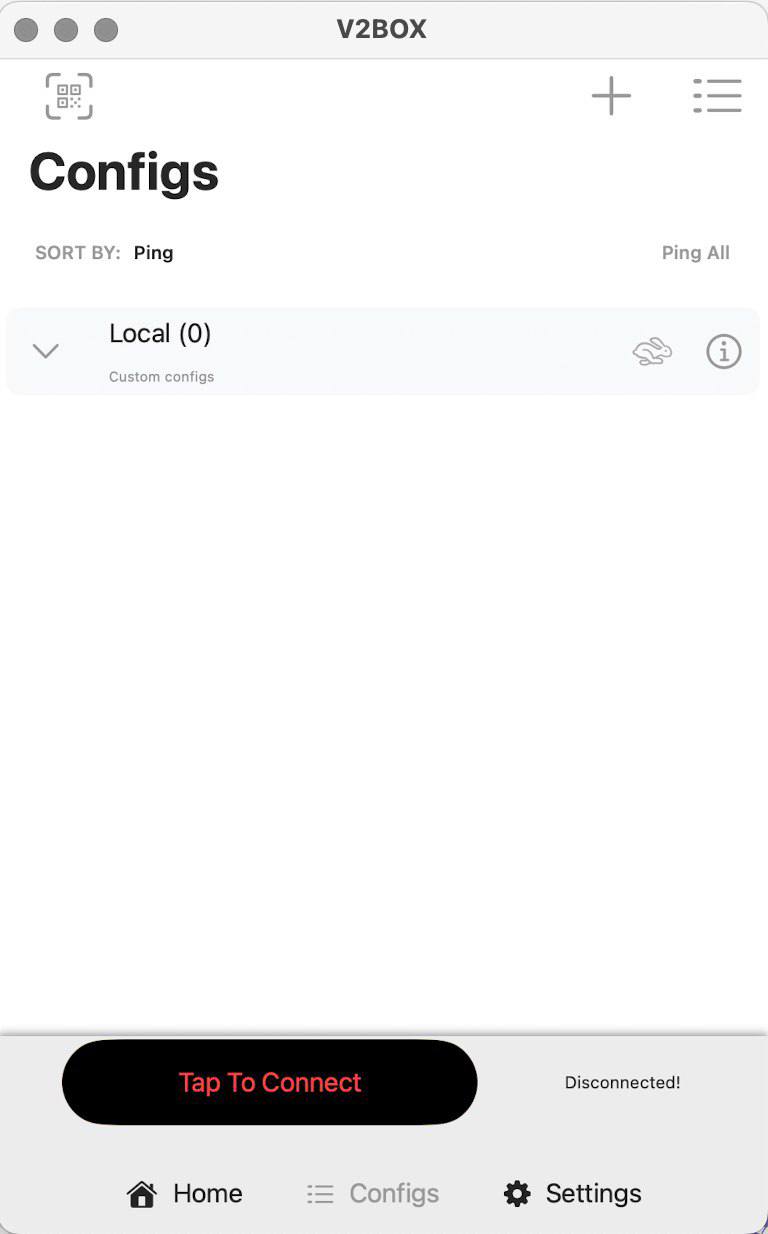 V2BOX
Configs
SORT BY: Ping
Ping All
Local (0)
Custom configs
Tap To Connect
Disconnected!
Home
Configs
Settings